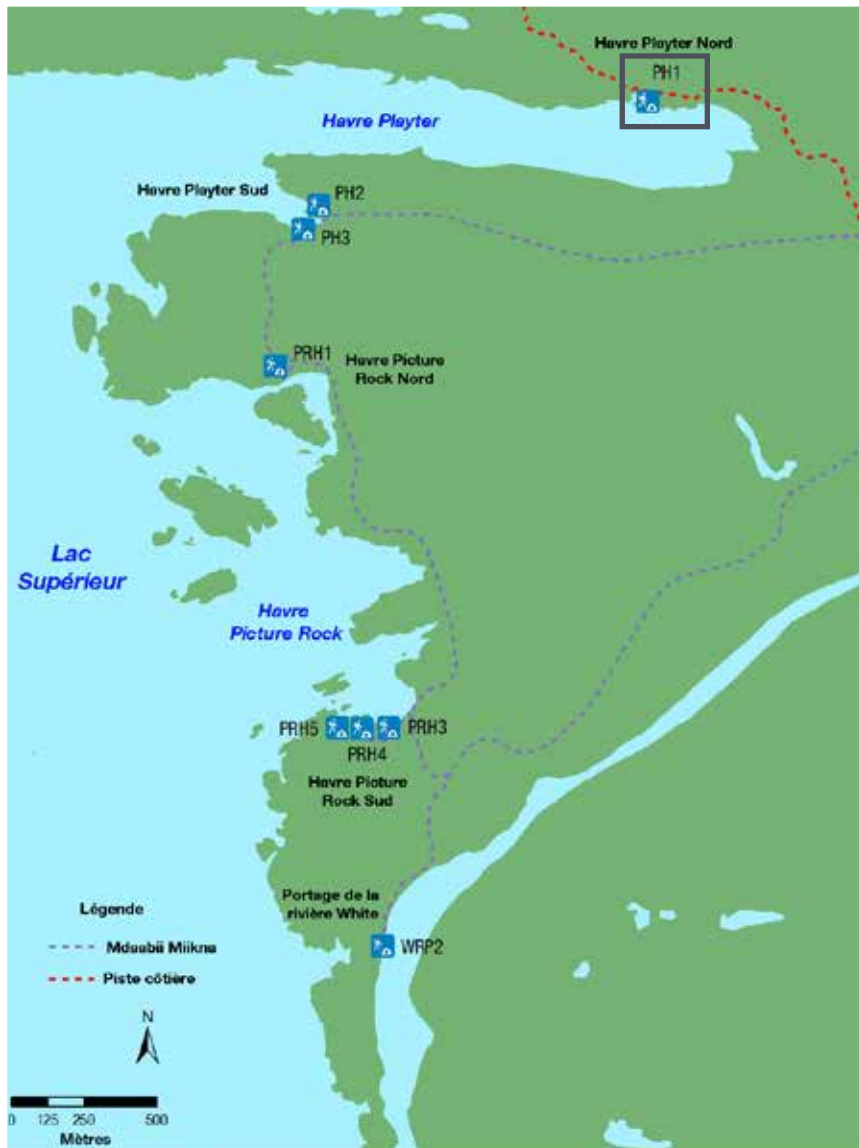 Havre Playter Nord
PH1
Havre Playter
Havre Playter Sud
PH2
PH3
PRH1
Havre Picture
Rock Nord
Lac
Supérieur
Havre
Picture Rock
PRH5
PRH3
PRH4
Havre Picture
Rock Sud
Portage de la
rivière White
WRP2
Légende
Mdaabii Miikna
Piste côtière
N
0 125 250 500
Mètres